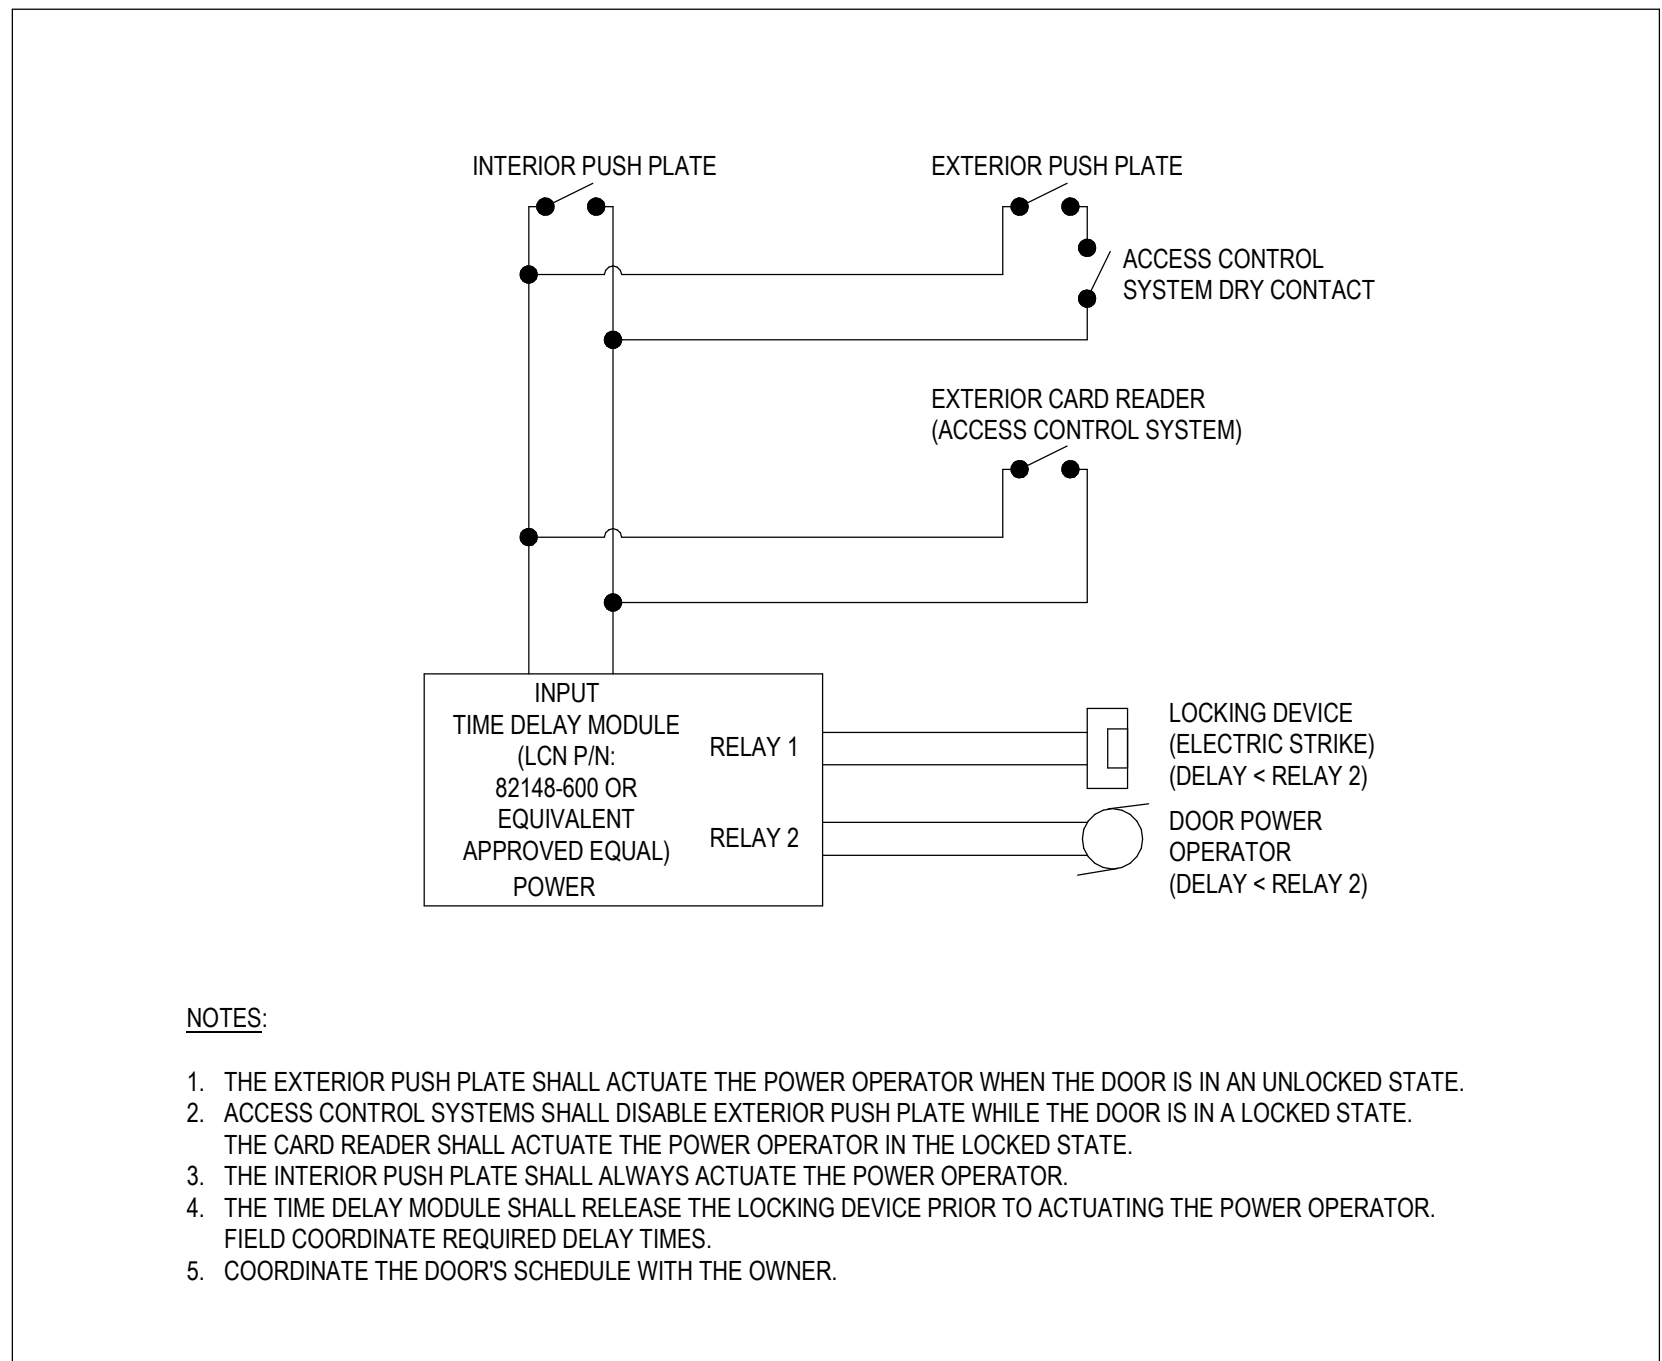 INTERIOR PUSH PLATE
EXTERIOR PUSH PLATE
ACCESS CONTROL
SYSTEM DRY CONTACT
EXTERIOR CARD READER
(ACCESS CONTROL SYSTEM)
INPUT
TIME DELAY MODULE
(LCN P/N:
82148-600 OR
EQUIVALENT
APPROVED EQUAL)
POWER
RELAY 1
RELAY 2
LOCKING DEVICE
(ELECTRIC STRIKE)
(DELAY < RELAY 2)
DOOR POWER
OPERATOR
(DELAY < RELAY 2)
NOTES:
1. THE EXTERIOR PUSH PLATE SHALL ACTUATE THE POWER OPERATOR WHEN THE DOOR IS IN AN UNLOCKED STATE.
2. ACCESS CONTROL SYSTEMS SHALL DISABLE EXTERIOR PUSH PLATE WHILE THE DOOR IS IN A LOCKED STATE.
THE CARD READER SHALL ACTUATE THE POWER OPERATOR IN THE LOCKED STATE.
3. THE INTERIOR PUSH PLATE SHALL ALWAYS ACTUATE THE POWER OPERATOR.
4. THE TIME DELAY MODULE SHALL RELEASE THE LOCKING DEVICE PRIOR TO ACTUATING THE POWER OPERATOR.
FIELD COORDINATE REQUIRED DELAY TIMES.
5. COORDINATE THE DOOR'S SCHEDULE WITH THE OWNER.